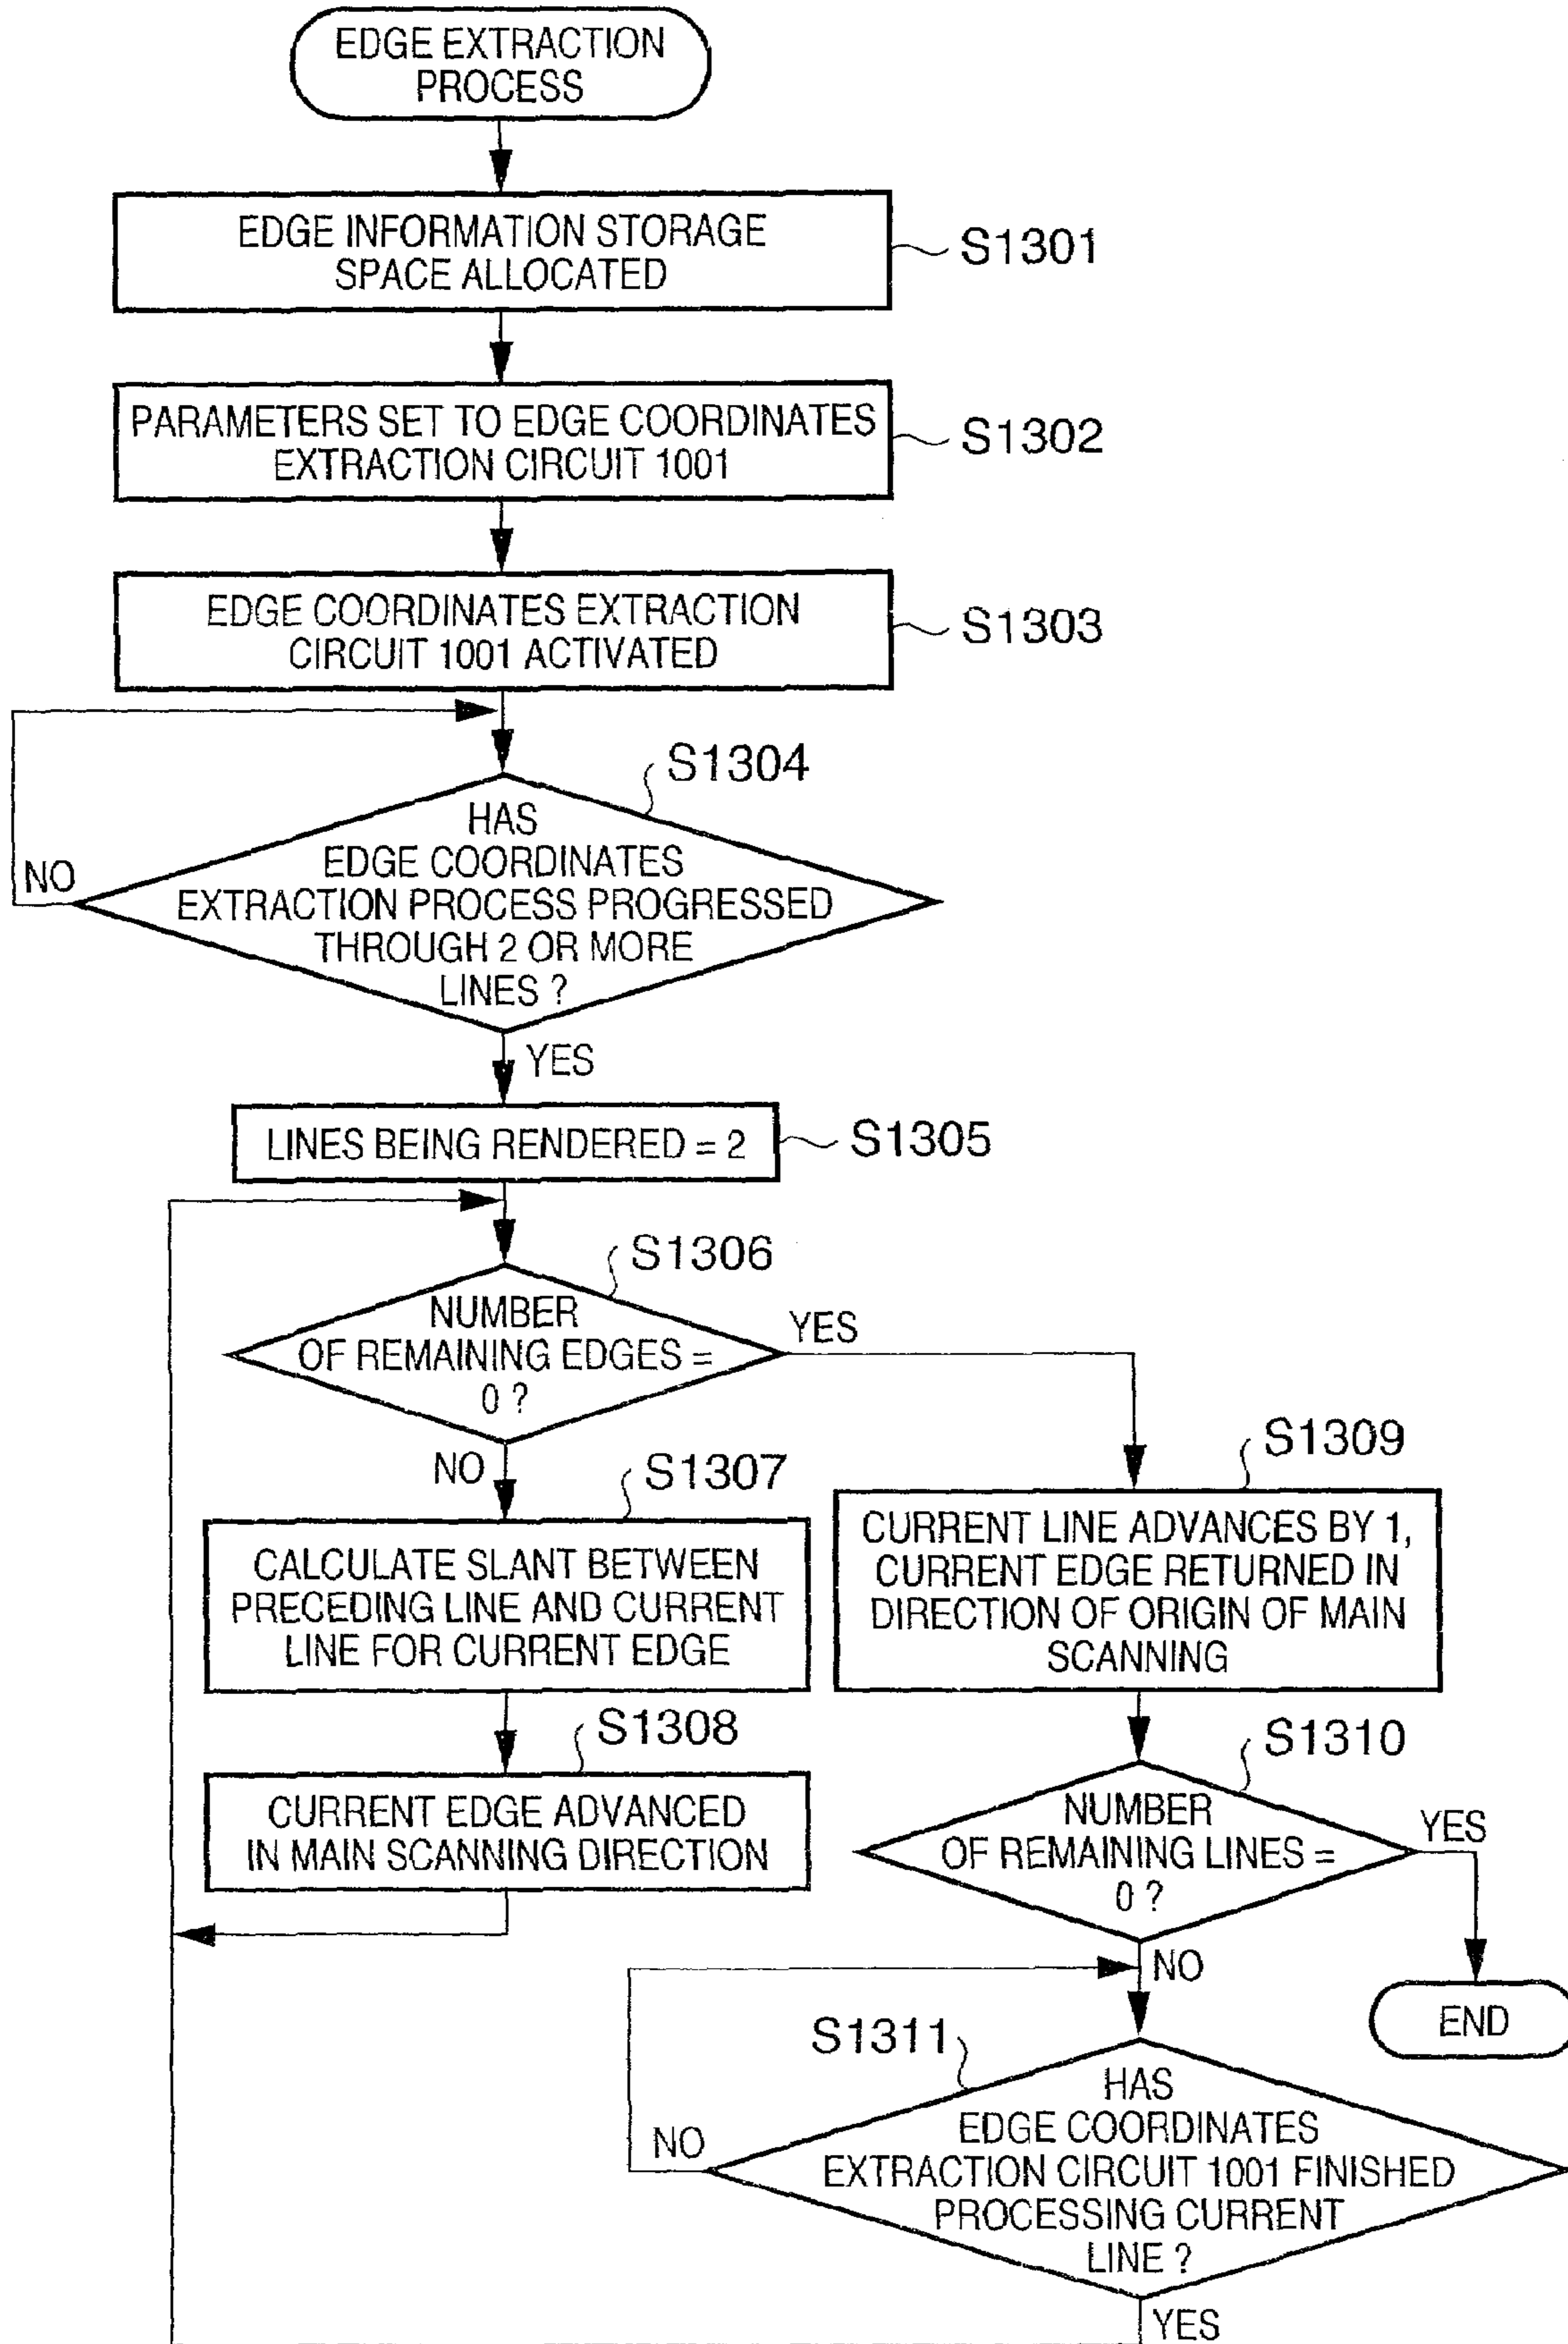 EDGE EXTRACTION
PROCESS
EDGE INFORMATION STORAGE
SPACE ALLOCATED
S1301
PARAMETERS SET TO EDGE COORDINATES
EXTRACTION CIRCUIT 1001
S1302
EDGE COORDINATES EXTRACTION
CIRCUIT 1001 ACTIVATED
S1303
S1304
HAS
EDGE COORDINATES
EXTRACTION PROCESS PROGRESSED
THROUGH 2 OR MORE
LINES ?
NO
YES
LINES BEING RENDERED = 2
S1305
S1306
NUMBER
OF REMAINING EDGES =
0 ?
YES
NO
S1307
CALCULATE SLANT BETWEEN
PRECEDING LINE AND CURRENT
LINE FOR CURRENT EDGE
S1308
CURRENT EDGE ADVANCED
IN MAIN SCANNING DIRECTION
S1309
CURRENT LINE ADVANCES BY 1,
CURRENT EDGE RETURNED IN
DIRECTION OF ORIGIN OF MAIN
SCANNING
S1310
NUMBER
OF REMAINING LINES =
0 ?
YES
NO
END
S1311
HAS
EDGE COORDINATES
EXTRACTION CIRCUIT 1001 FINISHED
PROCESSING CURRENT
LINE ?
NO
YES